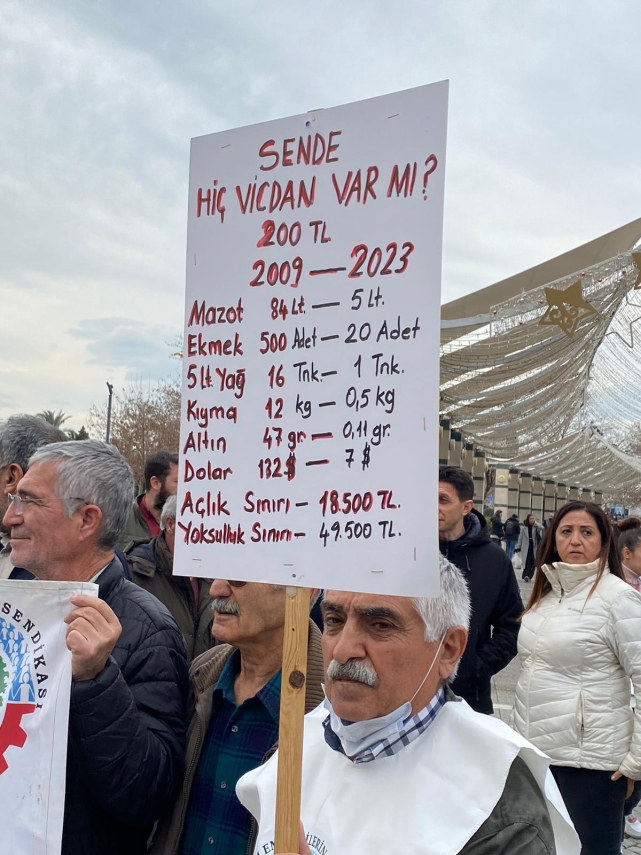 SENDE
HİÇ VİCDAN VAR MI?
200 TL
2009 — 2023
Mazot 84 Lt. — 5 Lt.
Ekmek 500 Adet — 20 Adet
5 Lt Yağ 16 Tnk. — 1 Tnk.
Kıyma 12 kg — 0,5 kg
Altın 47 gr — 0,11 gr.
Dolar 132 $ — 7 $
Açlık Sınırı — 18.500 TL.
Yoksulluk Sınırı — 49.500 TL.
SENDİKASI